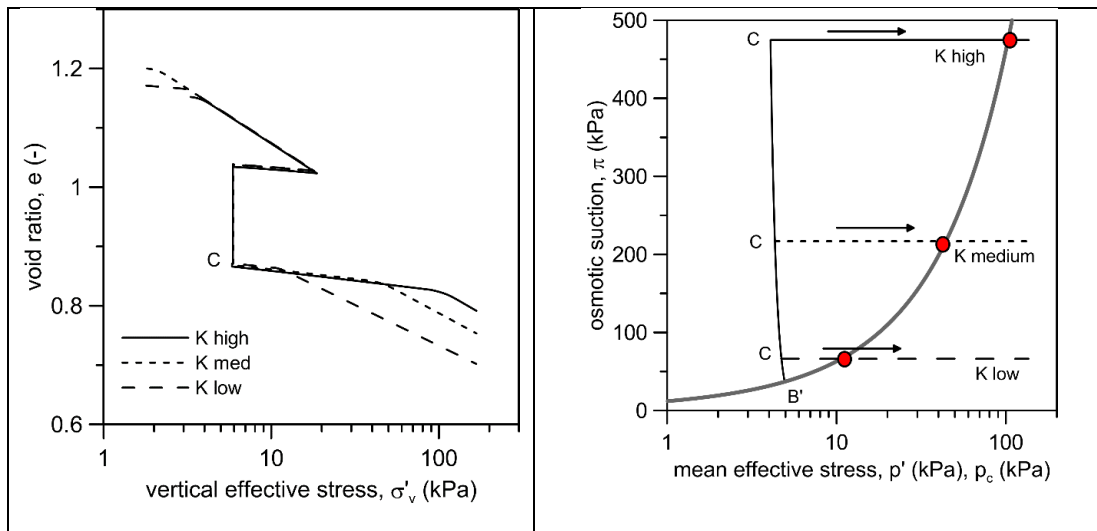 1.2
1
0.8
0.6
void ratio, e (-)
C
K high
K med
K low
1
10
100
vertical effective stress, σ'v (kPa)
500
400
300
200
100
0
osmotic suction, π (kPa)
C
K high
C
K medium
C
K low
B'
1
10
100
mean effective stress, p' (kPa), pc (kPa)